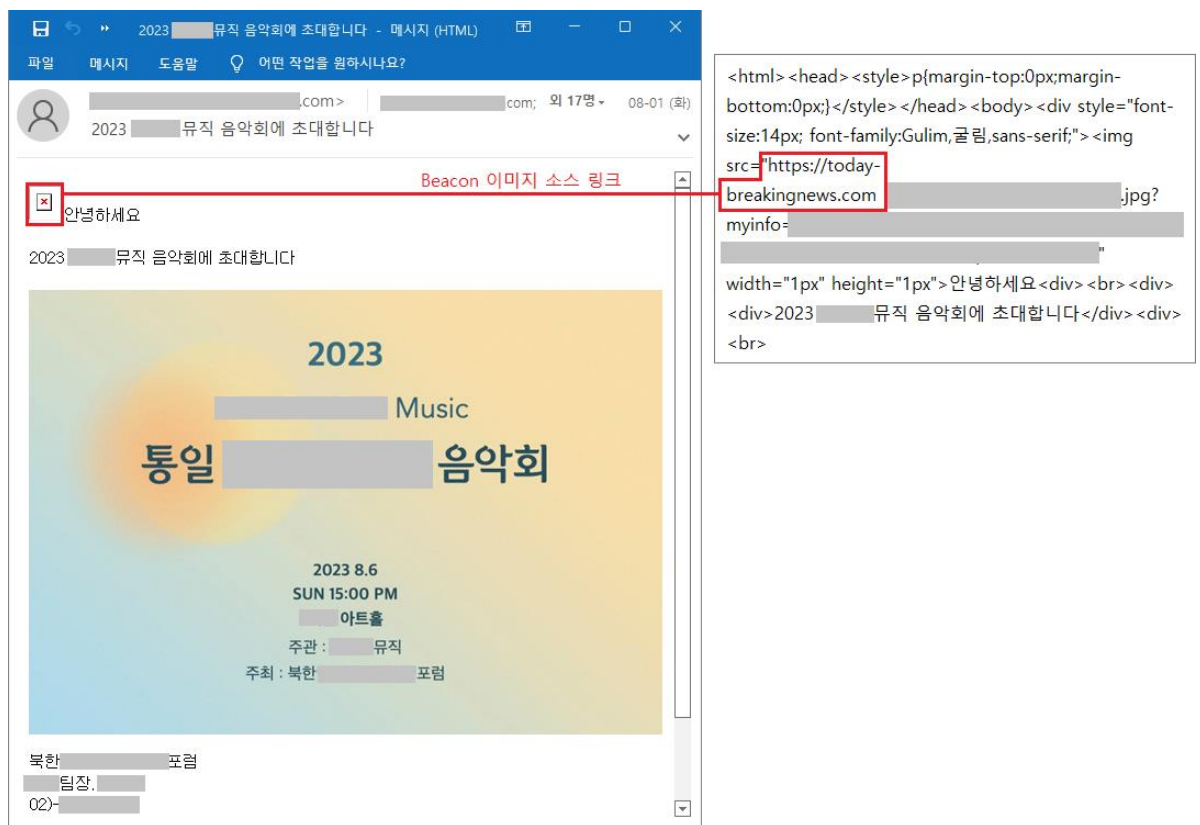 2023 뮤직 음악회에 초대합니다 - 메시지 (HTML)
파일 메시지 도움말 어떤 작업을 원하시나요?
.com> com; 외 17명 08-01 (화)
2023 뮤직 음악회에 초대합니다
Beacon 이미지 소스 링크
안녕하세요
2023 뮤직 음악회에 초대합니다
2023
Music
통일 음악회
2023 8.6
SUN 15:00 PM
아트홀
주관 : 뮤직
주최 : 북한 포럼
북한 포럼
팀장.
02)-
<html><head><style>p{margin-top:0px;margin-
bottom:0px;}</style></head><body><div style="font-
size:14px; font-family:Gulim,굴림,sans-serif;"><img
src="https://today-
breakingnews.com .jpg?
myinfo=
"
width="1px" height="1px">안녕하세요<div><br><div>
<div>2023 뮤직 음악회에 초대합니다</div><div>
<br>